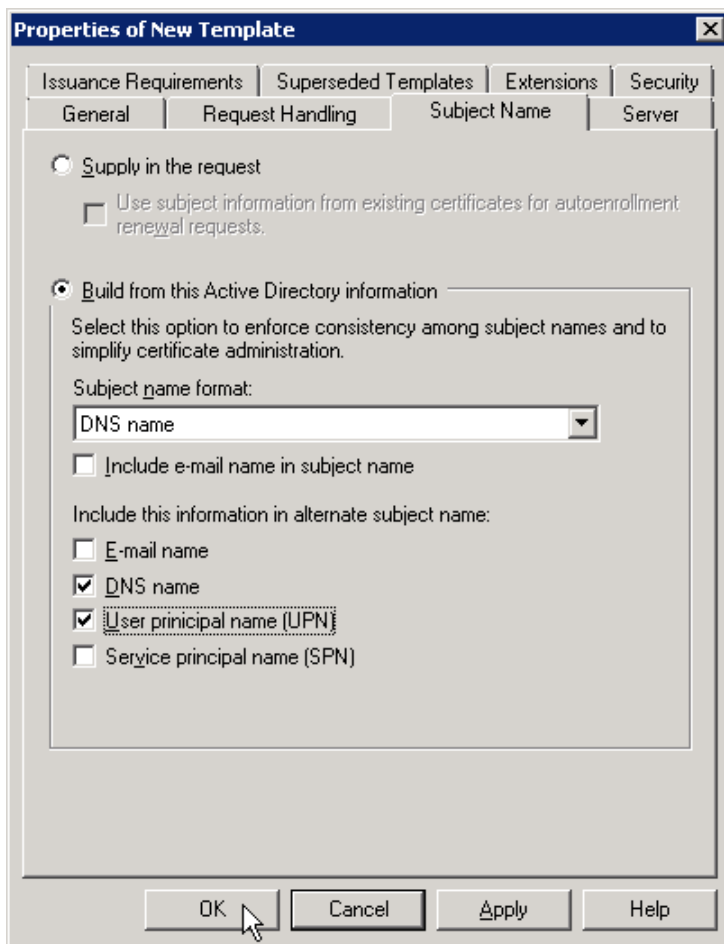 Properties of New Template
Issuance Requirements
Superseded Templates
Extensions
Security
General
Request Handling
Subject Name
Server
Supply in the request
Use subject information from existing certificates for autoenrollment
renewal requests.
Build from this Active Directory information
Select this option to enforce consistency among subject names and to
simplify certificate administration.
Subject name format:
DNS name
Include e-mail name in subject name
Include this information in alternate subject name:
E-mail name
DNS name
User prinicipal name (UPN)
Service principal name (SPN)
OK
Cancel
Apply
Help